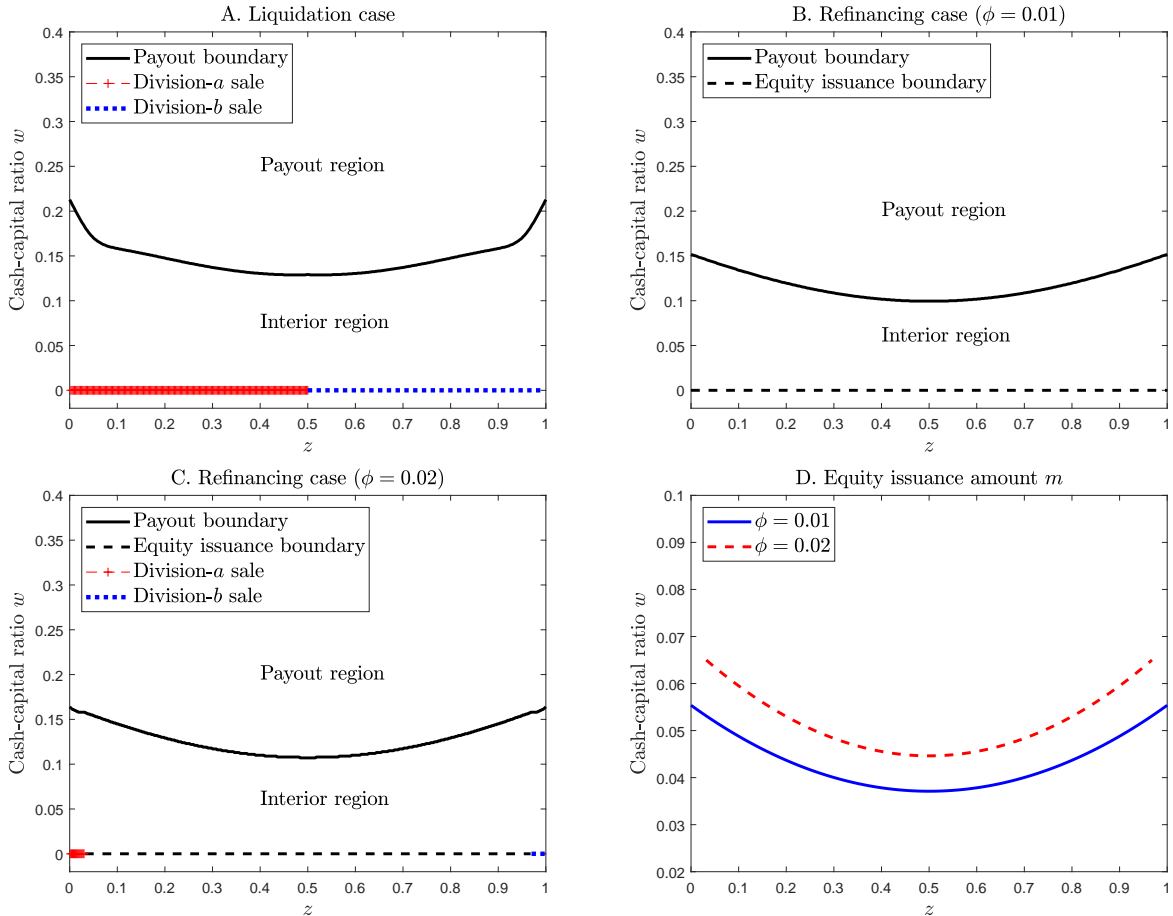 A. Liquidation case
0.4
0.35
0.3
0.25
0.2
0.15
0.1
0.05
0
Cash-capital ratio w
Payout boundary
Division-a sale
Division-b sale
Payout region
Interior region
0 0.1 0.2 0.3 0.4 0.5 0.6 0.7 0.8 0.9 1
z
B. Refinancing case (ϕ = 0.01)
0.4
0.35
0.3
0.25
0.2
0.15
0.1
0.05
0
Cash-capital ratio w
Payout boundary
Equity issuance boundary
Payout region
Interior region
0 0.1 0.2 0.3 0.4 0.5 0.6 0.7 0.8 0.9 1
z
C. Refinancing case (ϕ = 0.02)
0.4
0.35
0.3
0.25
0.2
0.15
0.1
0.05
0
Cash-capital ratio w
Payout boundary
Equity issuance boundary
Division-a sale
Division-b sale
Payout region
Interior region
0 0.1 0.2 0.3 0.4 0.5 0.6 0.7 0.8 0.9 1
z
D. Equity issuance amount m
0.1
0.09
0.08
0.07
0.06
0.05
0.04
0.03
0.02
Cash-capital ratio w
ϕ = 0.01
ϕ = 0.02
0 0.1 0.2 0.3 0.4 0.5 0.6 0.7 0.8 0.9 1
z